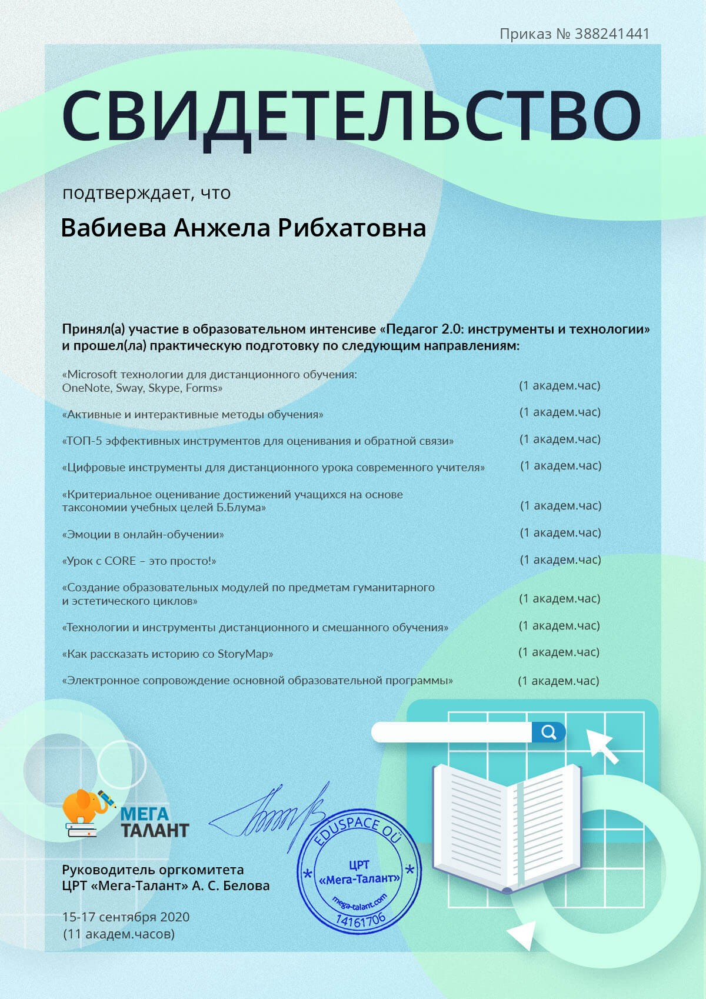 Приказ № 388241441
СВИДЕТЕЛЬСТВО
подтверждает, что
Вабиева Анжела Рибхатовна
Принял(а) участие в образовательном интенсиве «Педагог 2.0: инструменты и технологии»
и прошел(ла) практическую подготовку по следующим направлениям:
«Microsoft технологии для дистанционного обучения:
OneNote, Sway, Skype, Forms» (1 академ.час)
«Активные и интерактивные методы обучения» (1 академ.час)
«ТОП-5 эффективных инструментов для оценивания и обратной связи» (1 академ.час)
«Цифровые инструменты для дистанционного урока современного учителя» (1 академ.час)
«Критериальное оценивание достижений учащихся на основе
таксономии учебных целей Б.Блума» (1 академ.час)
«Эмоции в онлайн-обучении» (1 академ.час)
«Урок с CORE – это просто!» (1 академ.час)
«Создание образовательных модулей по предметам гуманитарного
и эстетического циклов» (1 академ.час)
«Технологии и инструменты дистанционного и смешанного обучения» (1 академ.час)
«Как рассказать историю со StoryMap» (1 академ.час)
«Электронное сопровождение основной образовательной программы» (1 академ.час)
МЕГА
ТАЛАНТ
EDUSPACE OÜ
ЦРТ
«Мега-Талант»
mega-talant.com
14161706
Руководитель оргкомитета
ЦРТ «Мега-Талант» А. С. Белова
15-17 сентября 2020
(11 академ.часов)